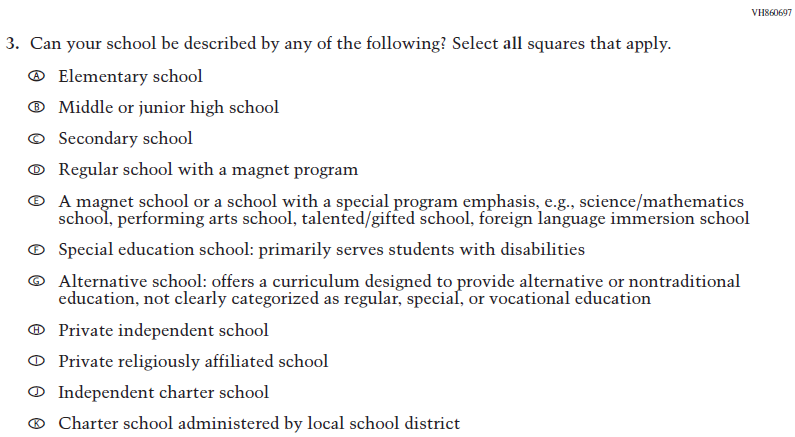 VH860697
3. Can your school be described by any of the following? Select all squares that apply.
A Elementary school
B Middle or junior high school
C Secondary school
D Regular school with a magnet program
E A magnet school or a school with a special program emphasis, e.g., science/mathematics
school, performing arts school, talented/gifted school, foreign language immersion school
F Special education school: primarily serves students with disabilities
G Alternative school: offers a curriculum designed to provide alternative or nontraditional
education, not clearly categorized as regular, special, or vocational education
H Private independent school
I Private religiously affiliated school
J Independent charter school
K Charter school administered by local school district